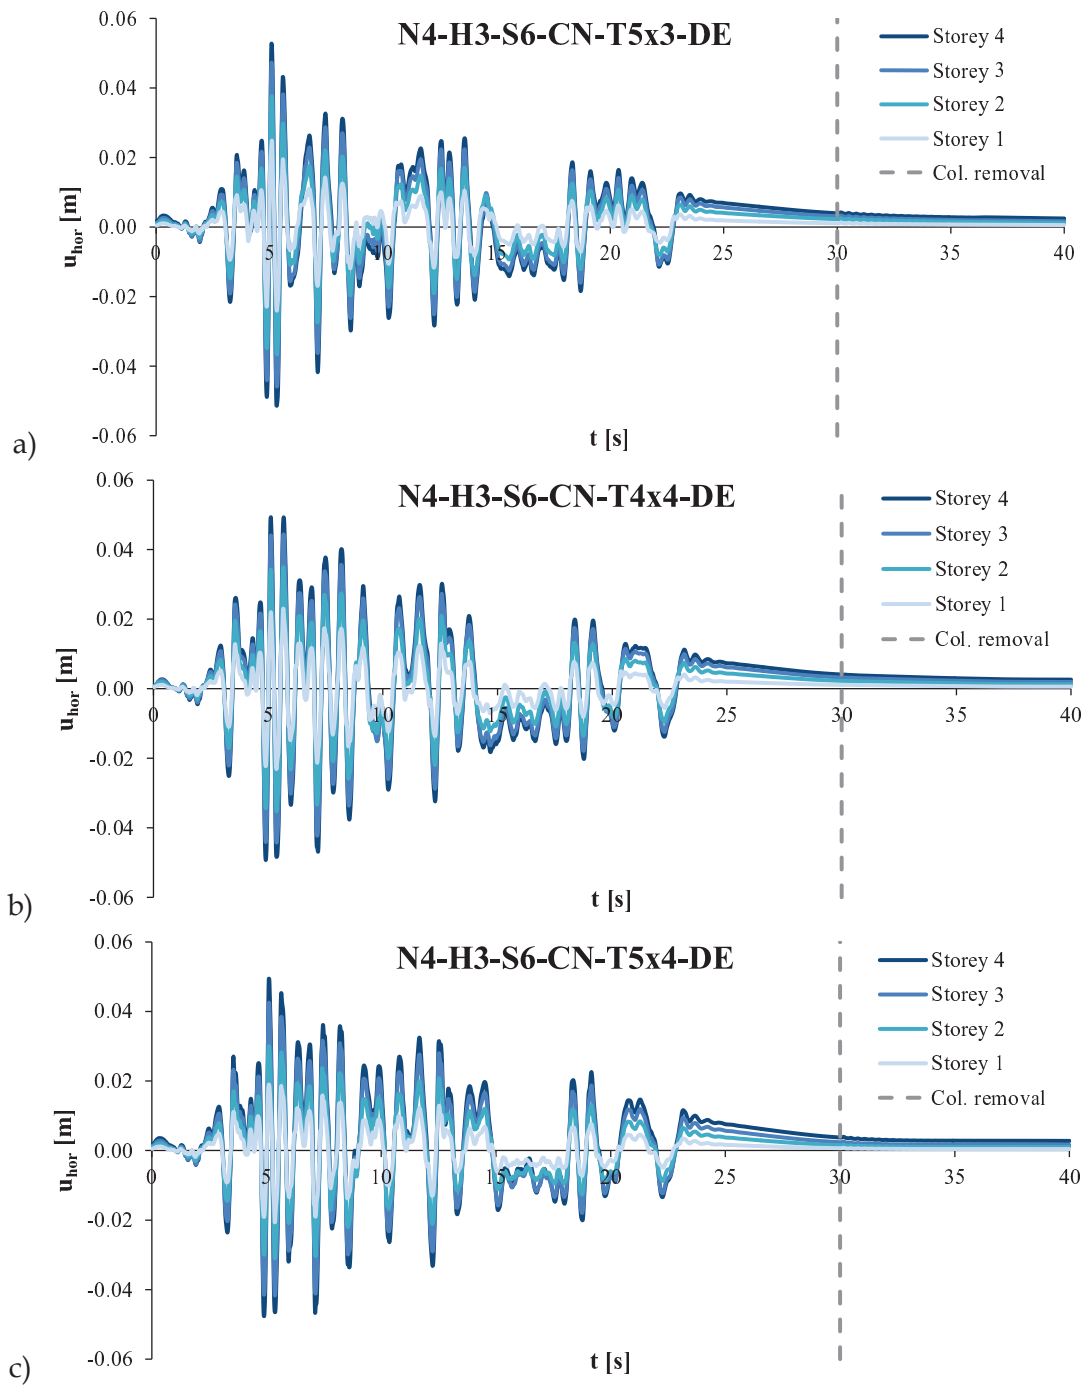 N4-H3-S6-CN-T5x3-DE
0.06
0.04
0.02
0.00
-0.02
-0.04
-0.06
u_hor [m]
0 5 10 15 20 25 30 35 40
t [s]
Storey 4
Storey 3
Storey 2
Storey 1
Col. removal
a)
N4-H3-S6-CN-T4x4-DE
0.06
0.04
0.02
0.00
-0.02
-0.04
-0.06
u_hor [m]
0 5 10 15 20 25 30 35 40
t [s]
Storey 4
Storey 3
Storey 2
Storey 1
Col. removal
b)
N4-H3-S6-CN-T5x4-DE
0.06
0.04
0.02
0.00
-0.02
-0.04
-0.06
u_hor [m]
0 5 10 15 20 25 30 35 40
t [s]
Storey 4
Storey 3
Storey 2
Storey 1
Col. removal
c)